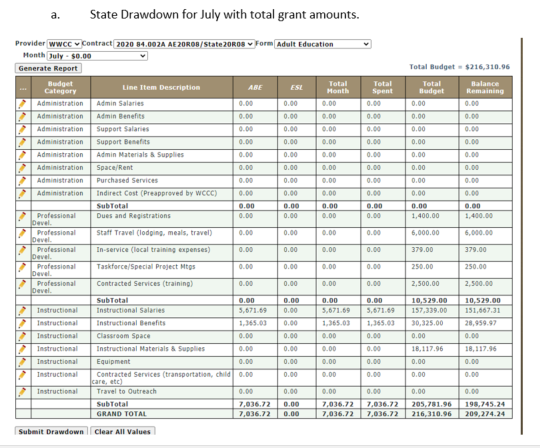 a. State Drawdown for July with total grant amounts.
Provider WWCC Contract 2020 84.002A AE20R08/State20R08 Form Adult Education
Month July - $0.00
Generate Report Total Budget = $216,310.96
... Budget Category Line Item Description ABE ESL Total Month Total Spent Total Budget Balance Remaining
Administration Admin Salaries 0.00 0.00 0.00 0.00 0.00 0.00
Administration Admin Benefits 0.00 0.00 0.00 0.00 0.00 0.00
Administration Support Salaries 0.00 0.00 0.00 0.00 0.00 0.00
Administration Support Benefits 0.00 0.00 0.00 0.00 0.00 0.00
Administration Admin Materials & Supplies 0.00 0.00 0.00 0.00 0.00 0.00
Administration Space/Rent 0.00 0.00 0.00 0.00 0.00 0.00
Administration Purchased Services 0.00 0.00 0.00 0.00 0.00 0.00
Administration Indirect Cost (Preapproved by WCCC) 0.00 0.00 0.00 0.00 0.00 0.00
SubTotal 0.00 0.00 0.00 0.00 0.00 0.00
Professional Devel. Dues and Registrations 0.00 0.00 0.00 0.00 1,400.00 1,400.00
Professional Devel. Staff Travel (lodging, meals, travel) 0.00 0.00 0.00 0.00 6,000.00 6,000.00
Professional Devel. In-service (local training expenses) 0.00 0.00 0.00 0.00 379.00 379.00
Professional Devel. Taskforce/Special Project Mtgs 0.00 0.00 0.00 0.00 250.00 250.00
Professional Devel. Contracted Services (training) 0.00 0.00 0.00 0.00 2,500.00 2,500.00
SubTotal 0.00 0.00 0.00 0.00 10,529.00 10,529.00
Instructional Instructional Salaries 5,671.69 0.00 5,671.69 5,671.69 157,339.00 151,667.31
Instructional Instructional Benefits 1,365.03 0.00 1,365.03 1,365.03 30,325.00 28,959.97
Instructional Classroom Space 0.00 0.00 0.00 0.00 0.00 0.00
Instructional Instructional Materials & Supplies 0.00 0.00 0.00 0.00 18,117.96 18,117.96
Instructional Equipment 0.00 0.00 0.00 0.00 0.00 0.00
Instructional Contracted Services (transportation, child care, etc) 0.00 0.00 0.00 0.00 0.00 0.00
Instructional Travel to Outreach 0.00 0.00 0.00 0.00 0.00 0.00
SubTotal 7,036.72 0.00 7,036.72 7,036.72 205,781.96 198,745.24
GRAND TOTAL 7,036.72 0.00 7,036.72 7,036.72 216,310.96 209,274.24
Submit Drawdown Clear All Values